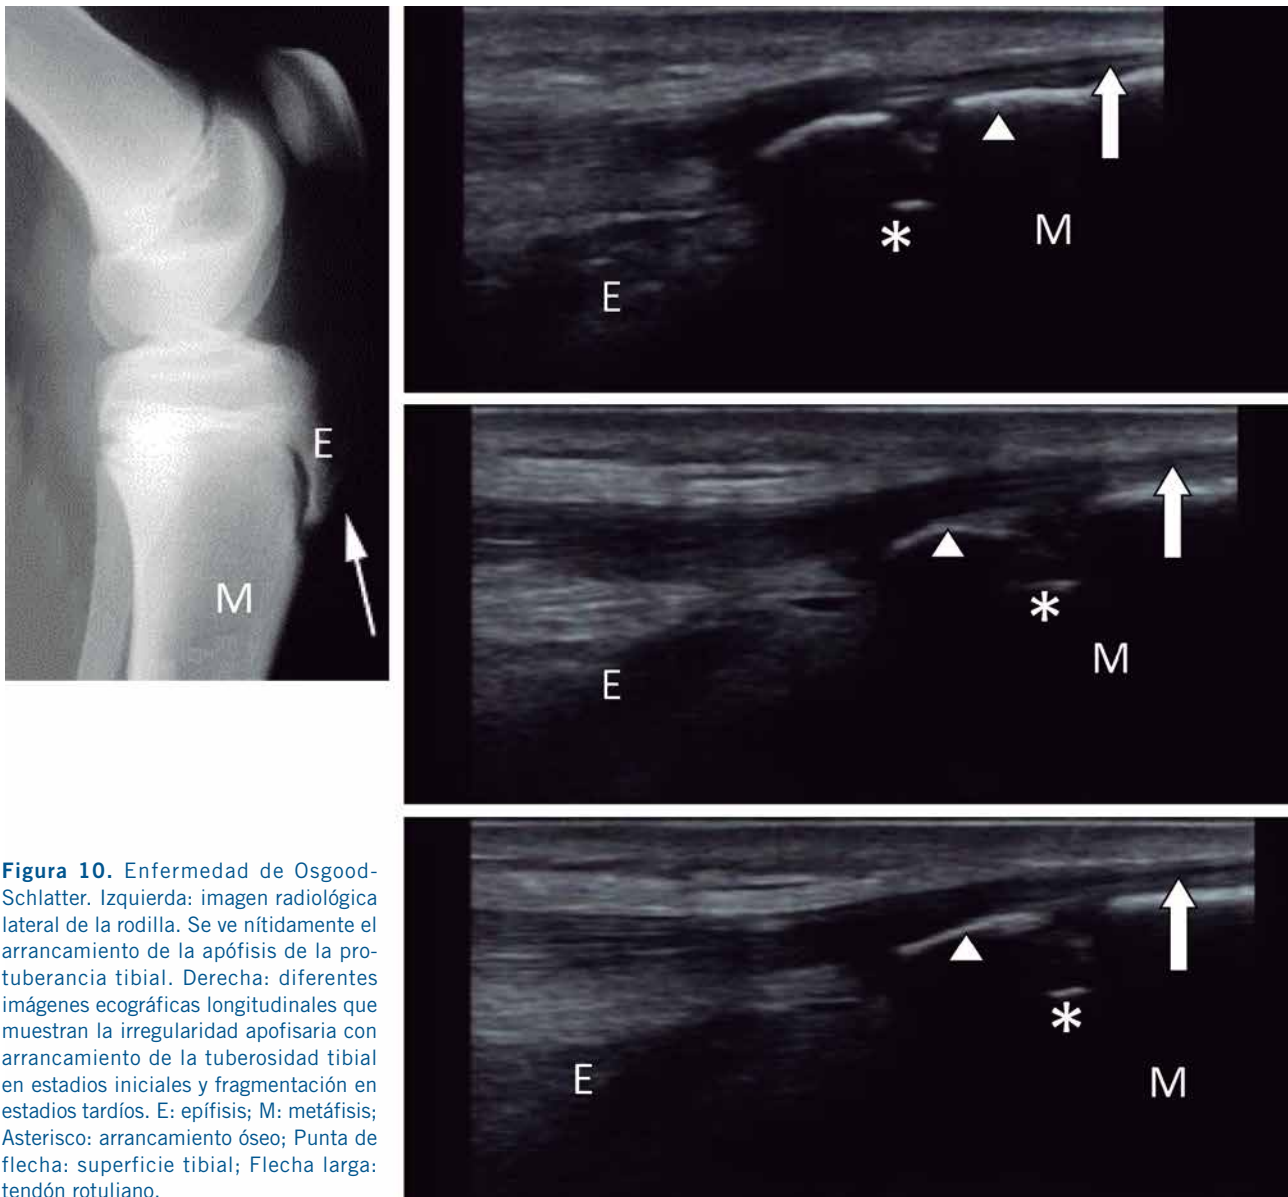 E
M
E
*
M
E
*
M
E
*
M
Figura 10. Enfermedad de Osgood-
Schlatter. Izquierda: imagen radiológica
lateral de la rodilla. Se ve nítidamente el
arrancamiento de la apófisis de la pro-
tuberancia tibial. Derecha: diferentes
imágenes ecográficas longitudinales que
muestran la irregularidad apofisaria con
arrancamiento de la tuberosidad tibial
en estadios iniciales y fragmentación en
estadios tardíos. E: epífisis; M: metáfisis;
Asterisco: arrancamiento óseo; Punta de
flecha: superficie tibial; Flecha larga:
tendón rotuliano.